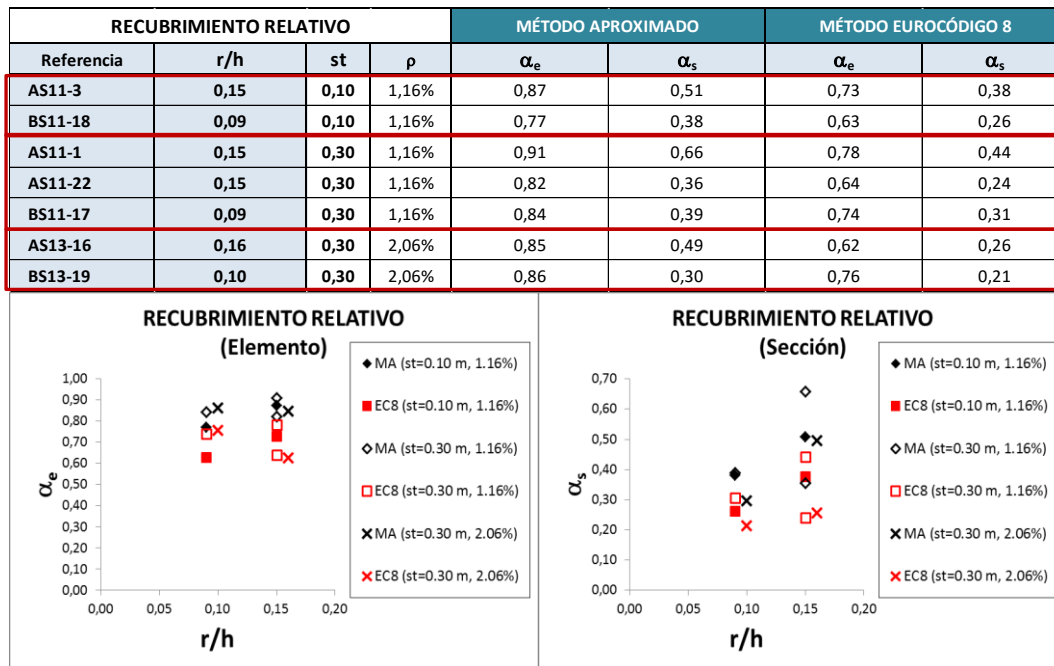 RECUBRIMIENTO RELATIVO MÉTODO APROXIMADO MÉTODO EUROCÓDIGO 8
Referencia r/h st ρ αe αs αe αs
AS11-3 0,15 0,10 1,16% 0,87 0,51 0,73 0,38
BS11-18 0,09 0,10 1,16% 0,77 0,38 0,63 0,26
AS11-1 0,15 0,30 1,16% 0,91 0,66 0,78 0,44
AS11-22 0,15 0,30 1,16% 0,82 0,36 0,64 0,24
BS11-17 0,09 0,30 1,16% 0,84 0,39 0,74 0,31
AS13-16 0,16 0,30 2,06% 0,85 0,49 0,62 0,26
BS13-19 0,10 0,30 2,06% 0,86 0,30 0,76 0,21
RECUBRIMIENTO RELATIVO
(Elemento)
αe
1,00
0,90
0,80
0,70
0,60
0,50
0,40
0,30
0,20
0,10
0,00
0,00 0,05 0,10 0,15 0,20
r/h
MA (st=0.10 m, 1.16%)
EC8 (st=0.10 m, 1.16%)
MA (st=0.30 m, 1.16%)
EC8 (st=0.30 m, 1.16%)
MA (st=0.30 m, 2.06%)
EC8 (st=0.30 m, 2.06%)
RECUBRIMIENTO RELATIVO
(Sección)
αs
0,70
0,60
0,50
0,40
0,30
0,20
0,10
0,00
0,00 0,05 0,10 0,15 0,20
r/h
MA (st=0.10 m, 1.16%)
EC8 (st=0.10 m, 1.16%)
MA (st=0.30 m, 1.16%)
EC8 (st=0.30 m, 1.16%)
MA (st=0.30 m, 2.06%)
EC8 (st=0.30 m, 2.06%)